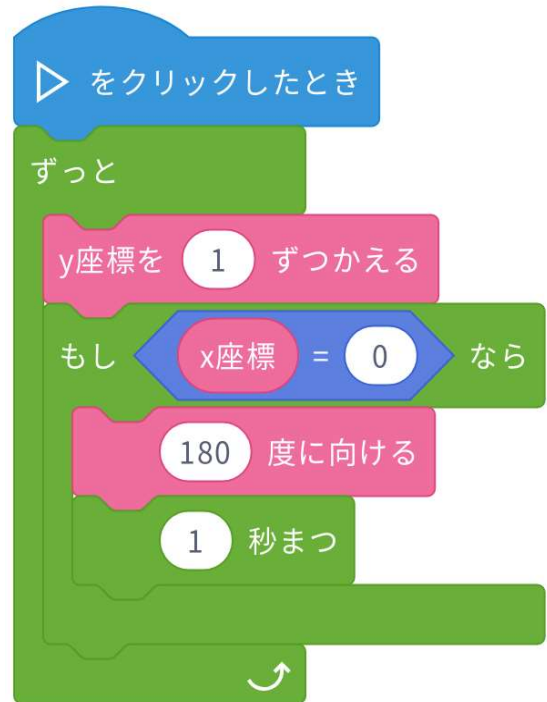 をクリックしたとき
ずっと
y座標を 1 ずつかえる
もし x座標 = 0 なら
180 度に向ける
1 秒まつ